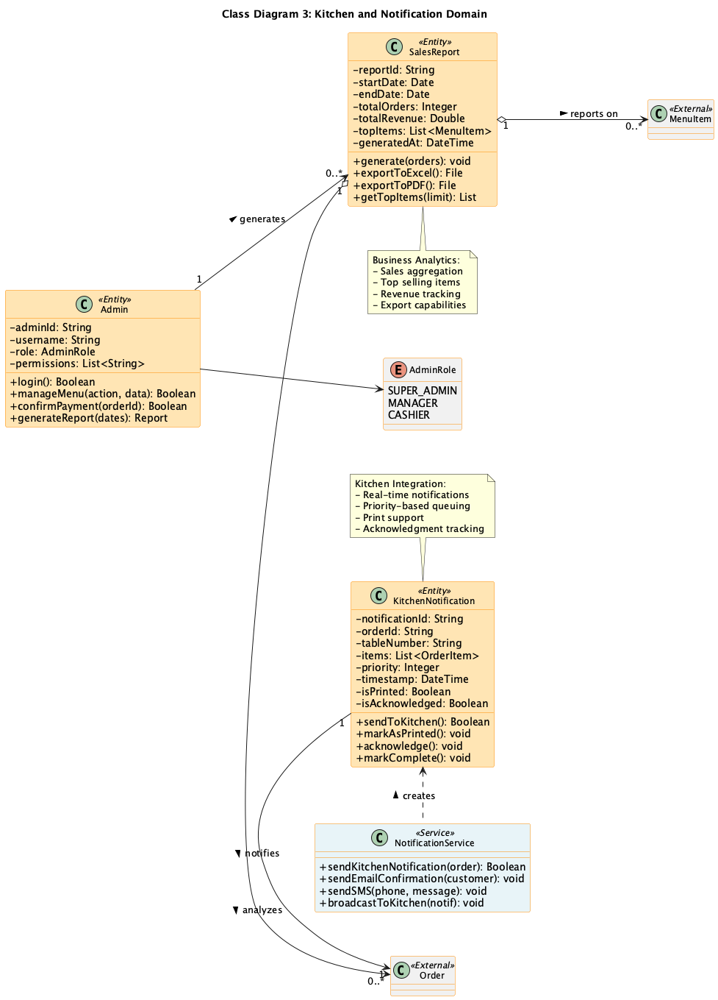 Class Diagram 3: Kitchen and Notification Domain
C
«Entity»
SalesReport
-reportId: String
-startDate: Date
-endDate: Date
-totalOrders: Integer
-totalRevenue: Double
-topItems: List<MenuItem>
-generatedAt: DateTime
+generate(orders): void
+exportToExcel(): File
+exportToPDF(): File
+getTopItems(limit): List
1
reports on
0..*
C
«External»
MenuItem
0..*
1
generates
1
Business Analytics:
- Sales aggregation
- Top selling items
- Revenue tracking
- Export capabilities
C
«Entity»
Admin
-adminId: String
-username: String
-role: AdminRole
-permissions: List<String>
+login(): Boolean
+manageMenu(action, data): Boolean
+confirmPayment(orderId): Boolean
+generateReport(dates): Report
E
AdminRole
SUPER_ADMIN
MANAGER
CASHIER
Kitchen Integration:
- Real-time notifications
- Priority-based queuing
- Print support
- Acknowledgment tracking
C
«Entity»
KitchenNotification
-notificationId: String
-orderId: String
-tableNumber: String
-items: List<OrderItem>
-priority: Integer
-timestamp: DateTime
-isPrinted: Boolean
-isAcknowledged: Boolean
+sendToKitchen(): Boolean
+markAsPrinted(): void
+acknowledge(): void
+markComplete(): void
1
creates
C
«Service»
NotificationService
+sendKitchenNotification(order): Boolean
+sendEmailConfirmation(customer): void
+sendSMS(phone, message): void
+broadcastToKitchen(notif): void
notifies
analyzes
1
0..*
C
«External»
Order